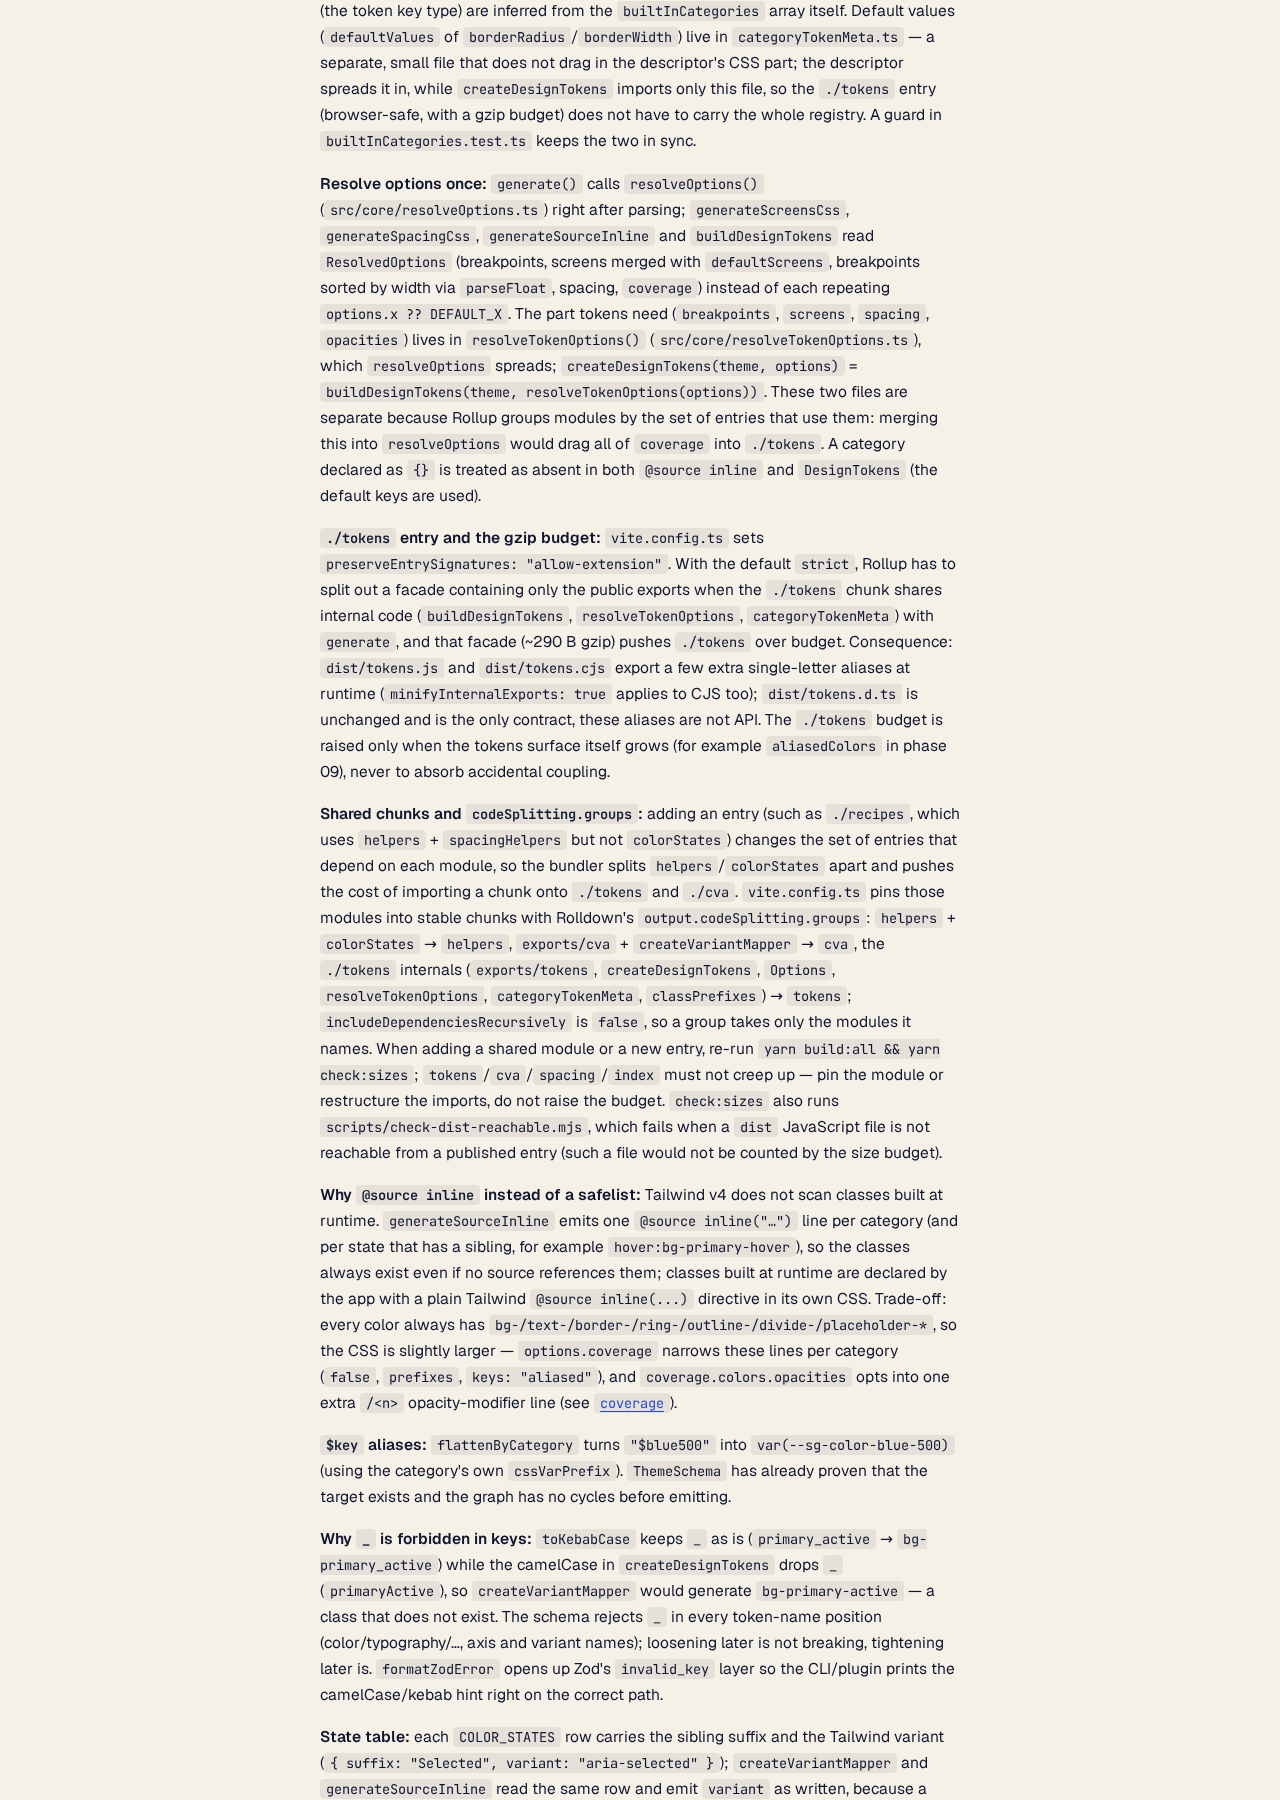 (the token key type) are inferred from the builtInCategories array itself. Default values
( defaultValues of borderRadius / borderWidth ) live in categoryTokenMeta.ts — a
separate, small file that does not drag in the descriptor's CSS part; the descriptor
spreads it in, while createDesignTokens imports only this file, so the ./tokens entry
(browser-safe, with a gzip budget) does not have to carry the whole registry. A guard in
builtInCategories.test.ts keeps the two in sync.
Resolve options once: generate() calls resolveOptions()
( src/core/resolveOptions.ts ) right after parsing; generateScreensCss ,
generateSpacingCss , generateSourceInline and buildDesignTokens read
ResolvedOptions (breakpoints, screens merged with defaultScreens , breakpoints
sorted by width via parseFloat , spacing, coverage ) instead of each repeating
options.x ?? DEFAULT_X . The part tokens need ( breakpoints , screens , spacing ,
opacities ) lives in resolveTokenOptions() ( src/core/resolveTokenOptions.ts ),
which resolveOptions spreads; createDesignTokens(theme, options) =
buildDesignTokens(theme, resolveTokenOptions(options)) . These two files are
separate because Rollup groups modules by the set of entries that use them: merging
this into resolveOptions would drag all of coverage into ./tokens . A category
declared as {} is treated as absent in both @source inline and DesignTokens (the
default keys are used).
./tokens entry and the gzip budget: vite.config.ts sets
preserveEntrySignatures: "allow-extension" . With the default strict , Rollup has to
split out a facade containing only the public exports when the ./tokens chunk shares
internal code ( buildDesignTokens , resolveTokenOptions , categoryTokenMeta ) with
generate , and that facade (~290 B gzip) pushes ./tokens over budget. Consequence:
dist/tokens.js and dist/tokens.cjs export a few extra single-letter aliases at
runtime ( minifyInternalExports: true applies to CJS too); dist/tokens.d.ts is
unchanged and is the only contract, these aliases are not API. The ./tokens budget is
raised only when the tokens surface itself grows (for example aliasedColors in phase
09), never to absorb accidental coupling.
Shared chunks and codeSplitting.groups : adding an entry (such as ./recipes , which
uses helpers + spacingHelpers but not colorStates ) changes the set of entries that
depend on each module, so the bundler splits helpers / colorStates apart and pushes
the cost of importing a chunk onto ./tokens and ./cva . vite.config.ts pins those
modules into stable chunks with Rolldown's output.codeSplitting.groups : helpers +
colorStates → helpers , exports/cva + createVariantMapper → cva , the
./tokens internals ( exports/tokens , createDesignTokens , Options ,
resolveTokenOptions , categoryTokenMeta , classPrefixes ) → tokens ;
includeDependenciesRecursively is false , so a group takes only the modules it
names. When adding a shared module or a new entry, re-run yarn build:all && yarn
check:sizes ; tokens / cva / spacing / index must not creep up — pin the module or
restructure the imports, do not raise the budget. check:sizes also runs
scripts/check-dist-reachable.mjs , which fails when a dist JavaScript file is not
reachable from a published entry (such a file would not be counted by the size budget).
Why @source inline instead of a safelist: Tailwind v4 does not scan classes built at
runtime. generateSourceInline emits one @source inline("…") line per category (and
per state that has a sibling, for example hover:bg-primary-hover ), so the classes
always exist even if no source references them; classes built at runtime are declared by
the app with a plain Tailwind @source inline(...) directive in its own CSS. Trade-off:
every color always has bg-/text-/border-/ring-/outline-/divide-/placeholder-* , so
the CSS is slightly larger — options.coverage narrows these lines per category
( false , prefixes , keys: "aliased" ), and coverage.colors.opacities opts into one
extra /<n> opacity-modifier line (see coverage ).
$key aliases: flattenByCategory turns "$blue500" into var(--sg-color-blue-500)
(using the category's own cssVarPrefix ). ThemeSchema has already proven that the
target exists and the graph has no cycles before emitting.
Why _ is forbidden in keys: toKebabCase keeps _ as is ( primary_active → bg-
primary_active ) while the camelCase in createDesignTokens drops _
( primaryActive ), so createVariantMapper would generate bg-primary-active — a
class that does not exist. The schema rejects _ in every token-name position
(color/typography/…, axis and variant names); loosening later is not breaking, tightening
later is. formatZodError opens up Zod's invalid_key layer so the CLI/plugin prints the
camelCase/kebab hint right on the correct path.
State table: each COLOR_STATES row carries the sibling suffix and the Tailwind variant
( { suffix: "Selected", variant: "aria-selected" } ); createVariantMapper and
generateSourceInline read the same row and emit variant as written, because a